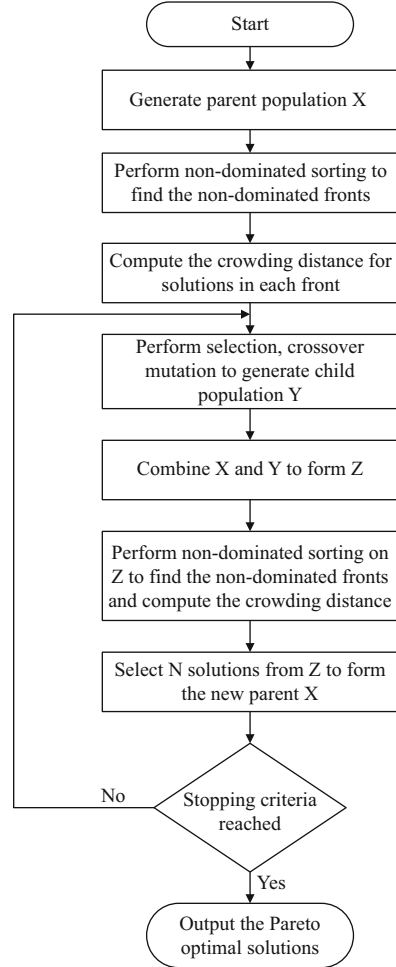 Start
Generate parent population X
Perform non-dominated sorting to
find the non-dominated fronts
Compute the crowding distance for
solutions in each front
Perform selection, crossover
mutation to generate child
population Y
Combine X and Y to form Z
Perform non-dominated sorting on
Z to find the non-dominated fronts
and compute the crowding distance
Select N solutions from Z to form
the new parent X
No
Stopping criteria
reached
Yes
Output the Pareto
optimal solutions